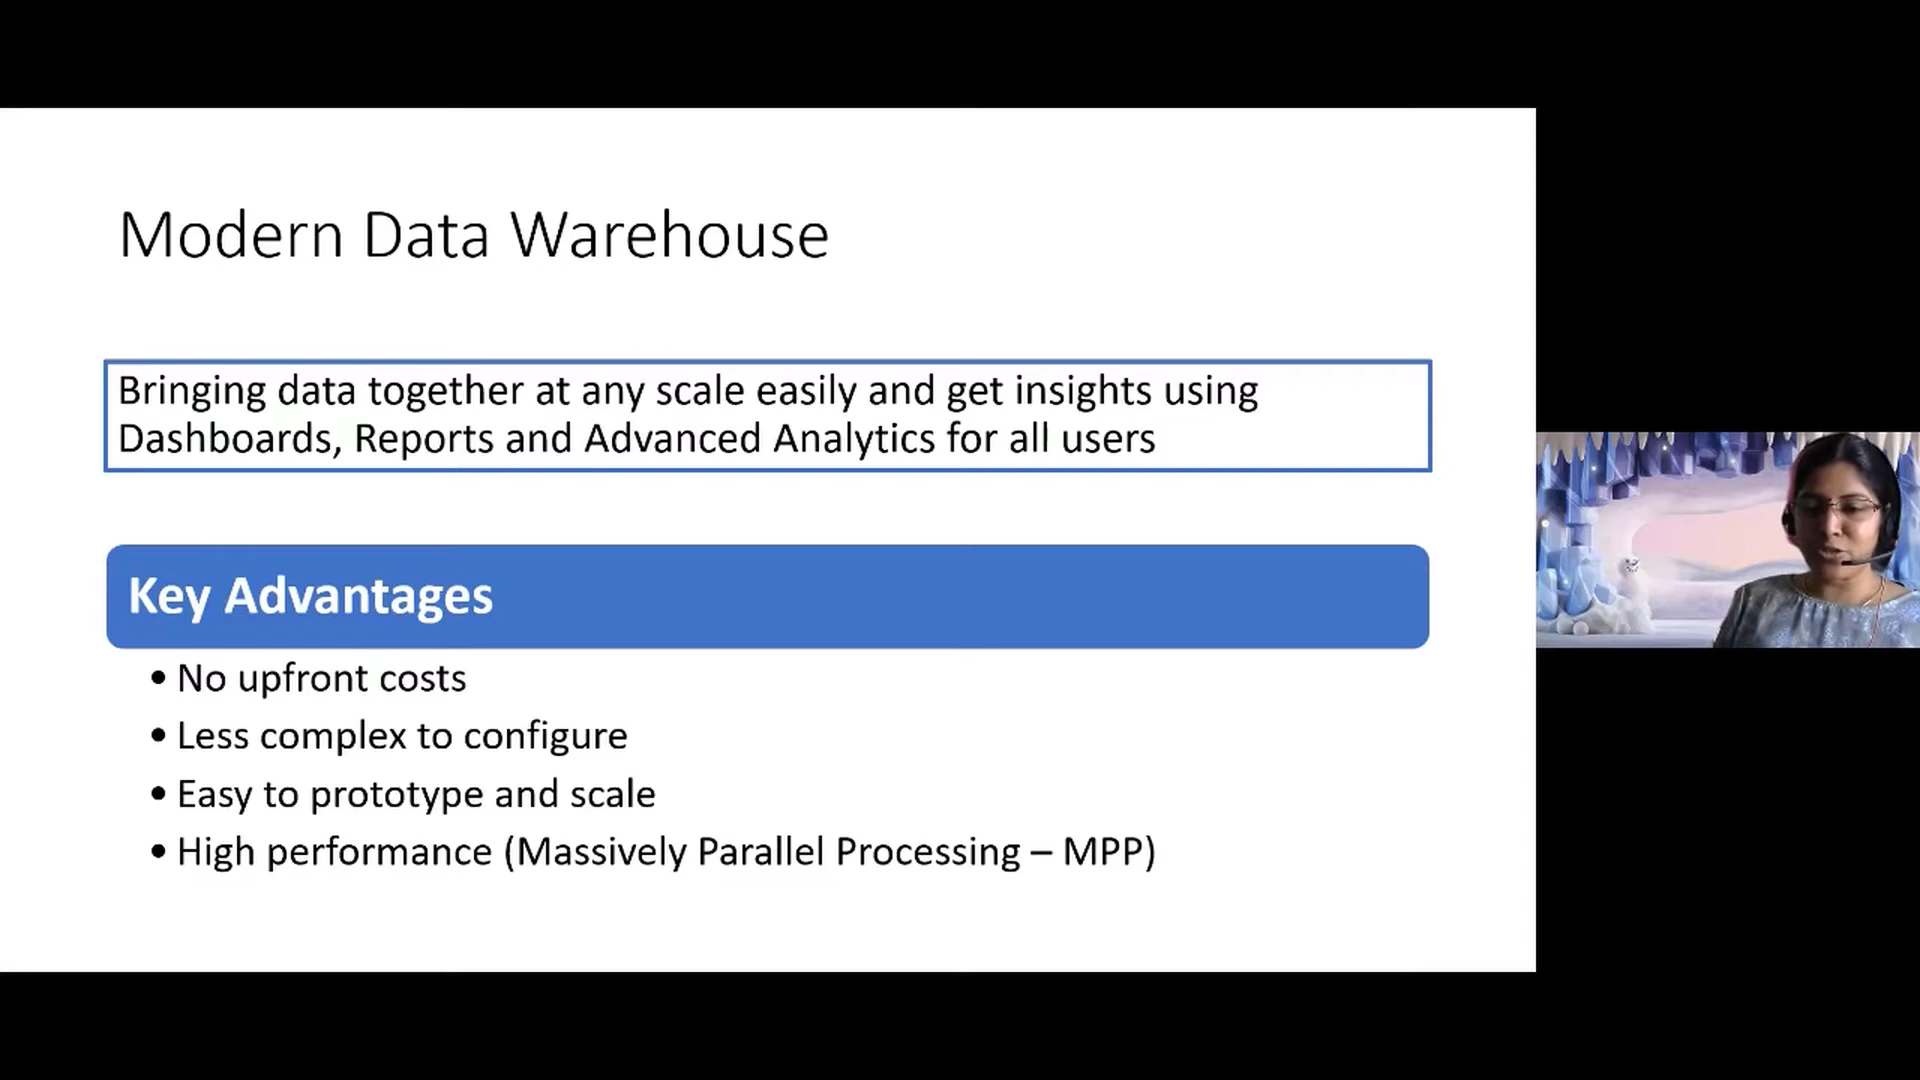 Modern Data Warehouse
Bringing data together at any scale easily and get insights using
Dashboards, Reports and Advanced Analytics for all users
Key Advantages
• No upfront costs
• Less complex to configure
• Easy to prototype and scale
• High performance (Massively Parallel Processing – MPP)